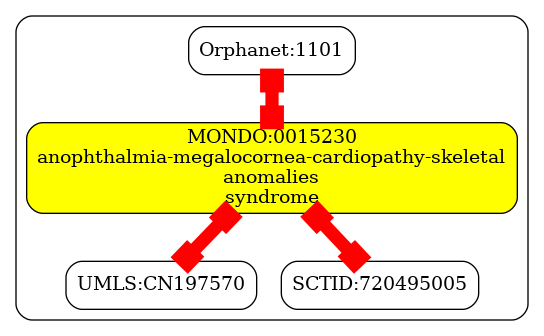 Orphanet:1101
MONDO:0015230
anophthalmia-megalocornea-cardiopathy-skeletal
anomalies
syndrome
UMLS:CN197570
SCTID:720495005